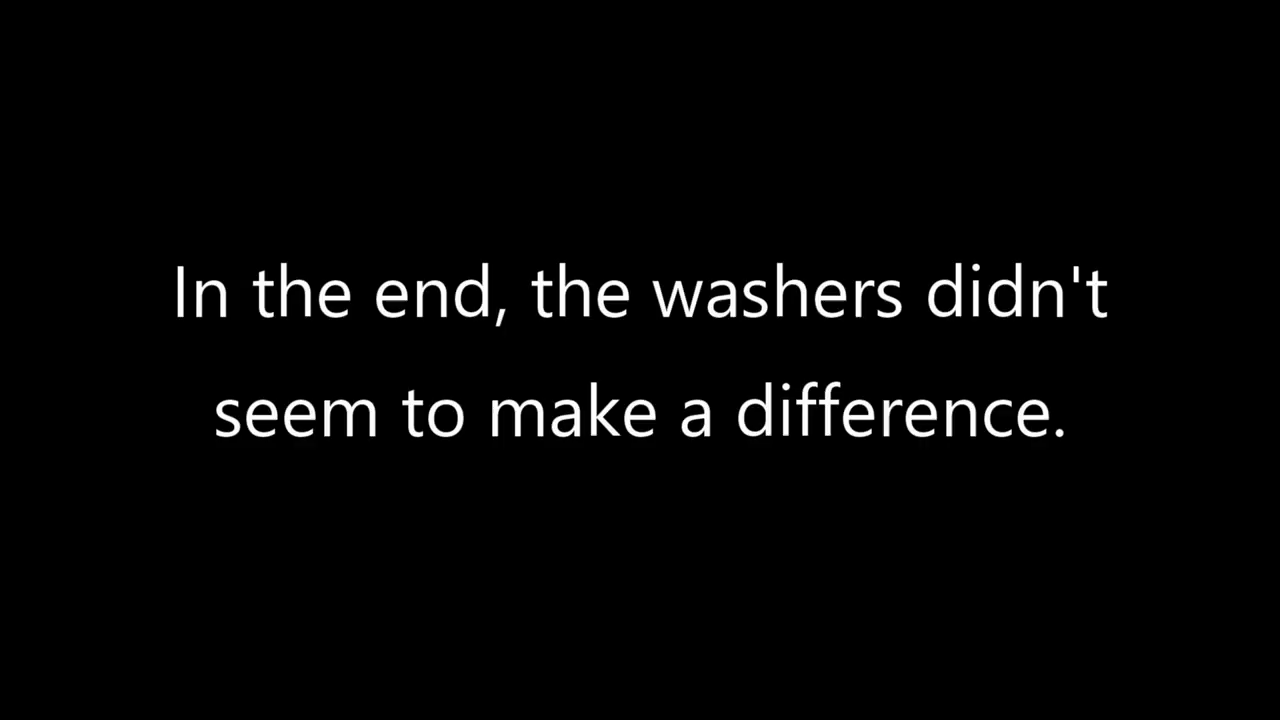 In the end, the washers didn't
seem to make a difference.